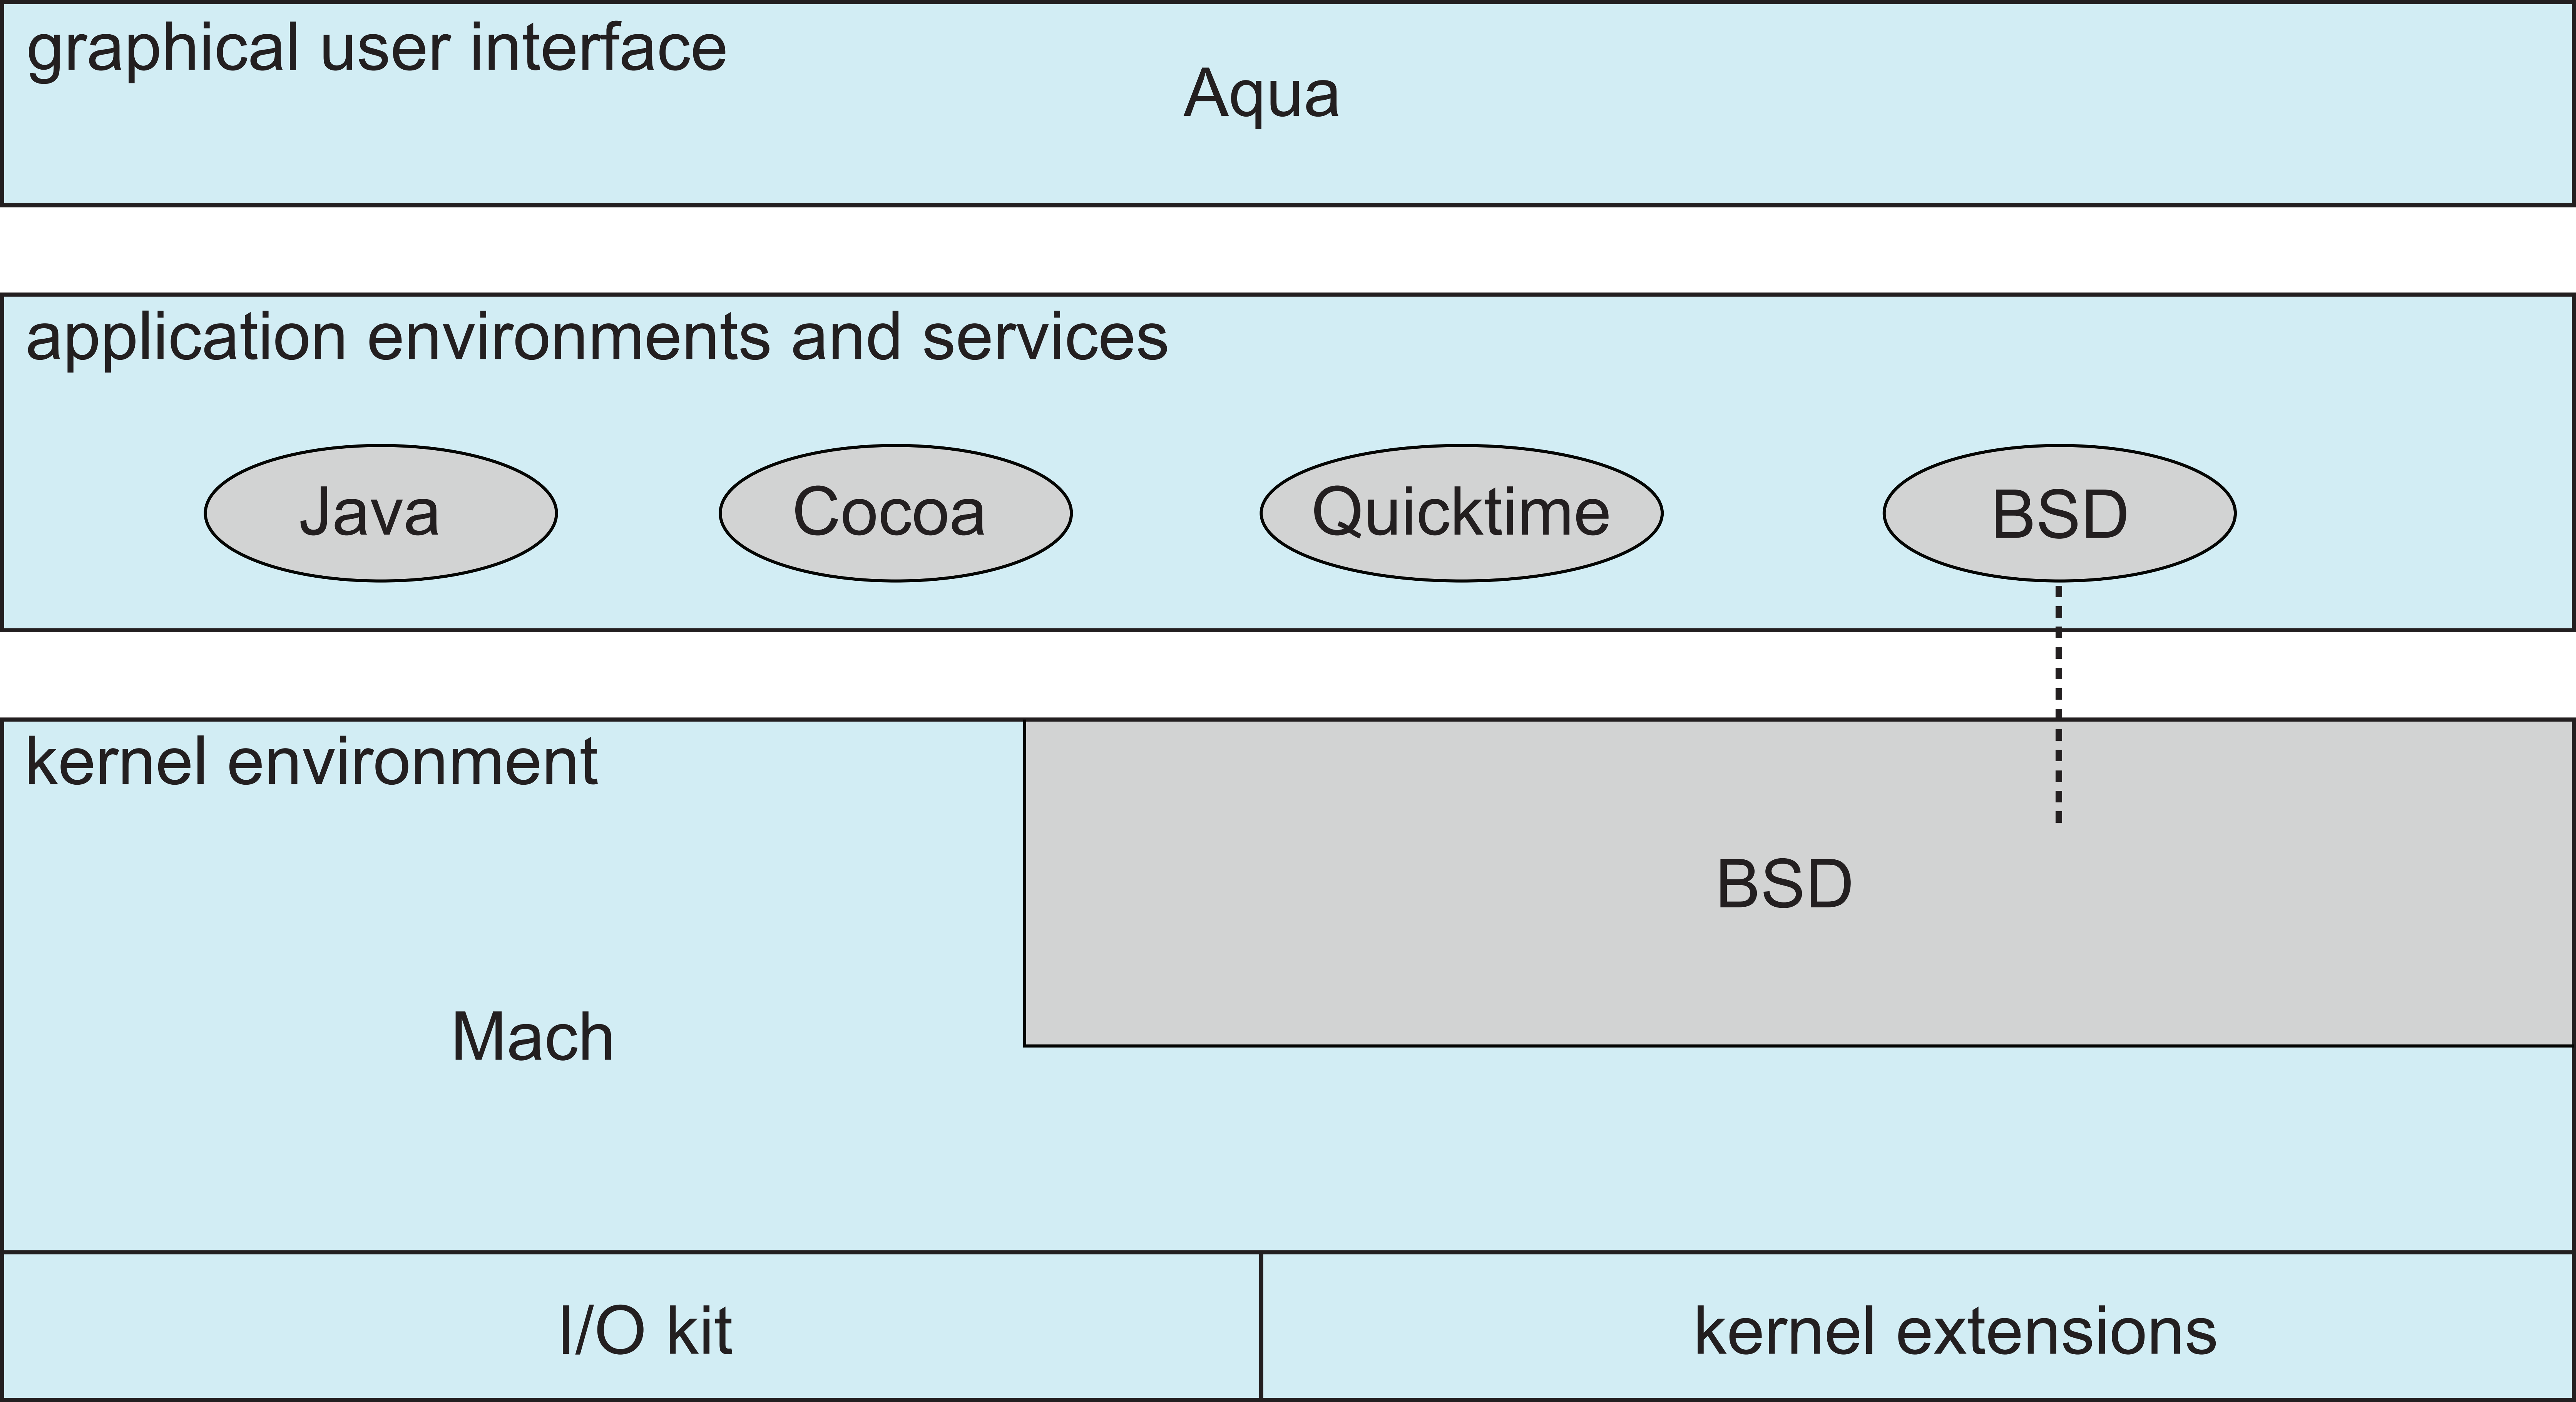 graphical user interface
Aqua
application environments and services
Java
Cocoa
Quicktime
BSD
kernel environment
BSD
Mach
I/O kit
kernel extensions